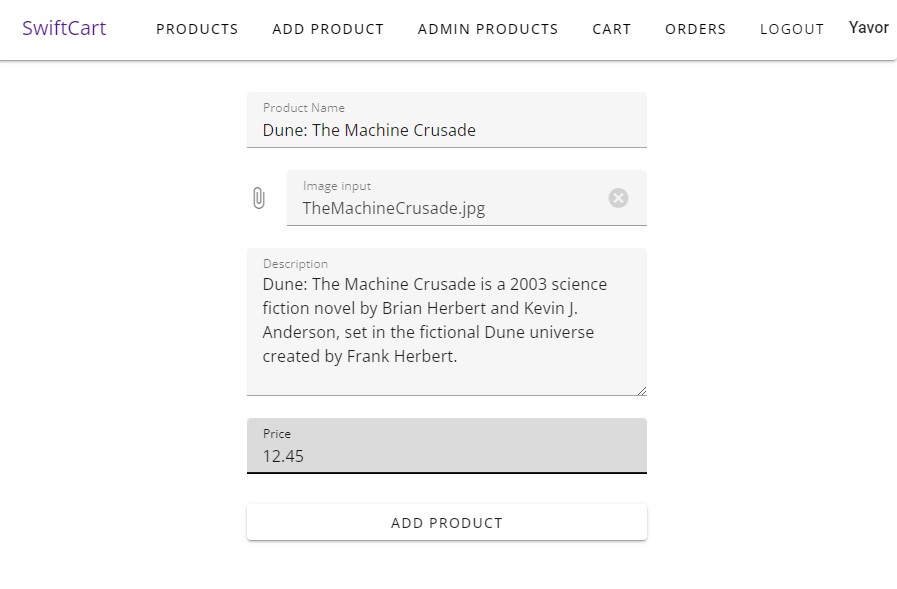 SwiftCart PRODUCTS ADD PRODUCT ADMIN PRODUCTS CART ORDERS LOGOUT Yavor
Product Name
Dune: The Machine Crusade
Image input
TheMachineCrusade.jpg
Description
Dune: The Machine Crusade is a 2003 science
fiction novel by Brian Herbert and Kevin J.
Anderson, set in the fictional Dune universe
created by Frank Herbert.
Price
12.45
ADD PRODUCT